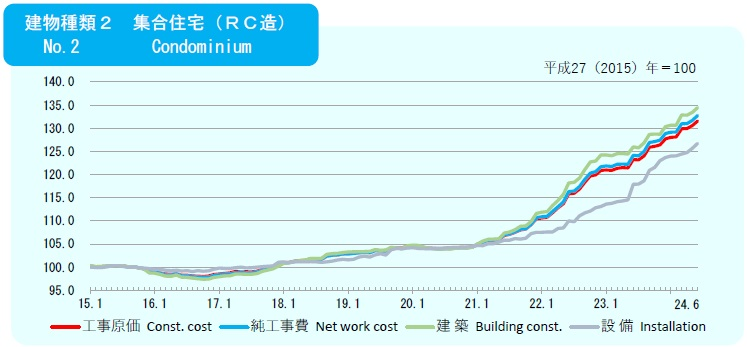 建物種類２　集合住宅（ＲＣ造）
No.2　Condominium
平成27（2015）年＝100
140.0
135.0
130.0
125.0
120.0
115.0
110.0
105.0
100.0
95.0
15.1 16.1 17.1 18.1 19.1 20.1 21.1 22.1 23.1 24.6
工事原価 Const. cost 純工事費 Net work cost 建 築 Building const. 設 備 Installation